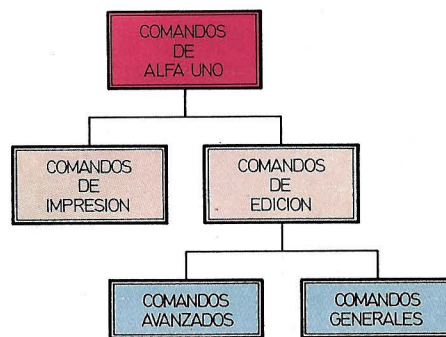 COMANDOS
DE
ALFA UNO
COMANDOS
DE
IMPRESION
COMANDOS
DE
EDICION
COMANDOS
AVANZADOS
COMANDOS
GENERALES